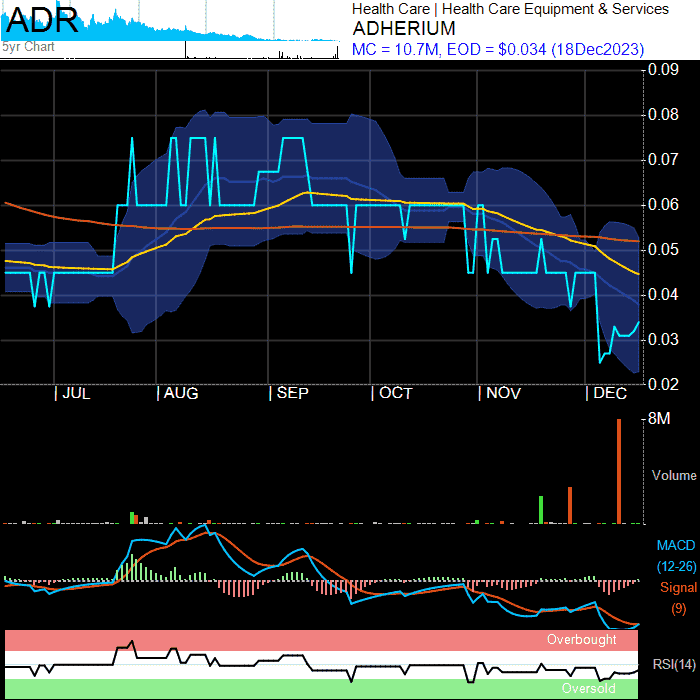 ADR
5yr Chart
Health Care | Health Care Equipment & Services
ADHERIUM
MC = 10.7M, EOD = $0.034 (18Dec2023)
0.09
0.08
0.07
0.06
0.05
0.04
0.03
0.02
| JUL | AUG | SEP | OCT | NOV | DEC
8M
Volume
MACD
(12-26)
Signal
(9)
Overbought
RSI(14)
Oversold